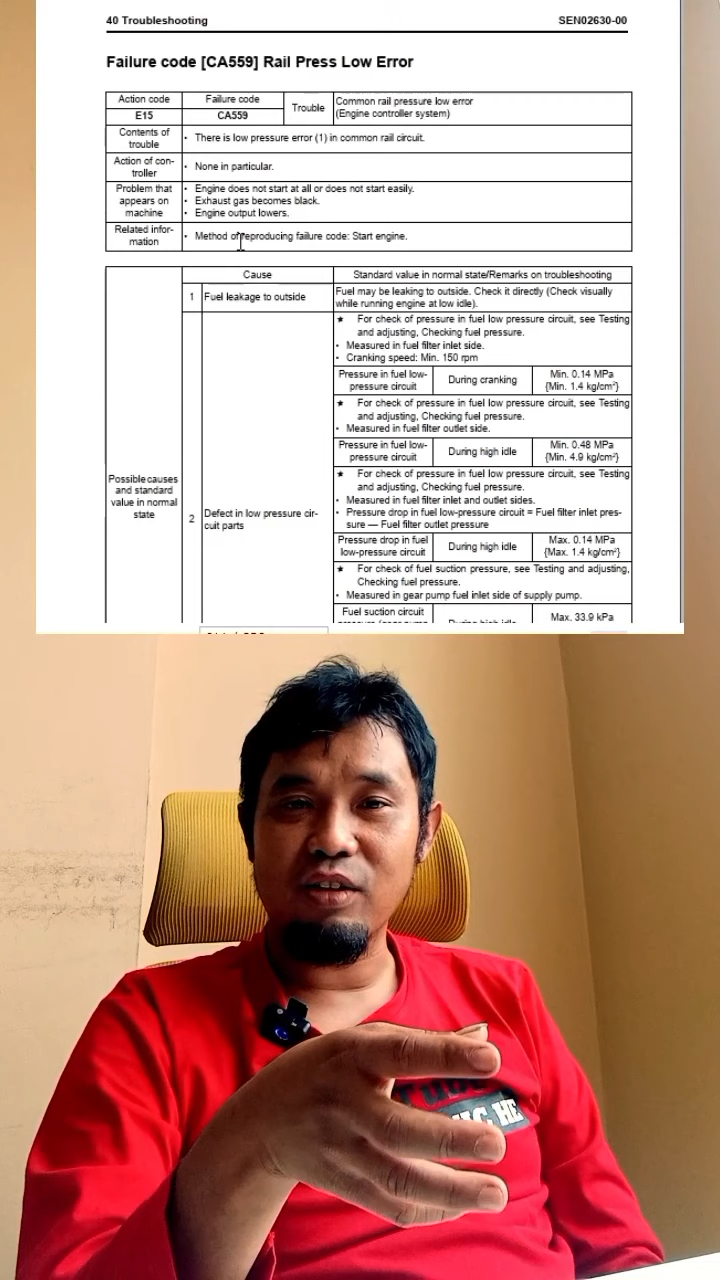 40 Troubleshooting SEN02630-00
Failure code [CA559] Rail Press Low Error
Action code Failure code Trouble Common rail pressure low error
E15 CA559 (Engine controller system)
Contents of trouble • There is low pressure error (1) in common rail circuit.
Action of con-troller • None in particular.
Problem that appears on machine • Engine does not start at all or does not start easily.
• Exhaust gas becomes black.
• Engine output lowers.
Related infor-mation • Method of reproducing failure code: Start engine.
Possible causes and standard value in normal state
Cause Standard value in normal state/Remarks on troubleshooting
1 Fuel leakage to outside Fuel may be leaking to outside. Check it directly (Check visually
while running engine at low idle).
2 Defect in low pressure cir-cuit parts
★ For check of pressure in fuel low pressure circuit, see Testing
and adjusting, Checking fuel pressure.
• Measured in fuel filter inlet side.
• Cranking speed: Min. 150 rpm
Pressure in fuel low-pressure circuit During cranking Min. 0.14 MPa {Min. 1.4 kg/cm²}
★ For check of pressure in fuel low pressure circuit, see Testing
and adjusting, Checking fuel pressure.
• Measured in fuel filter outlet side.
Pressure in fuel low-pressure circuit During high idle Min. 0.48 MPa {Min. 4.9 kg/cm²}
★ For check of pressure in fuel low pressure circuit, see Testing
and adjusting, Checking fuel pressure.
• Measured in fuel filter inlet and outlet sides.
• Pressure drop in fuel low-pressure circuit = Fuel filter inlet pres-
sure — Fuel filter outlet pressure
Pressure drop in fuel low-pressure circuit During high idle Max. 0.14 MPa {Max. 1.4 kg/cm²}
★ For check of fuel suction pressure, see Testing and adjusting,
Checking fuel pressure.
• Measured in gear pump fuel inlet side of supply pump.
Fuel suction circuit Max. 33.9 kPa